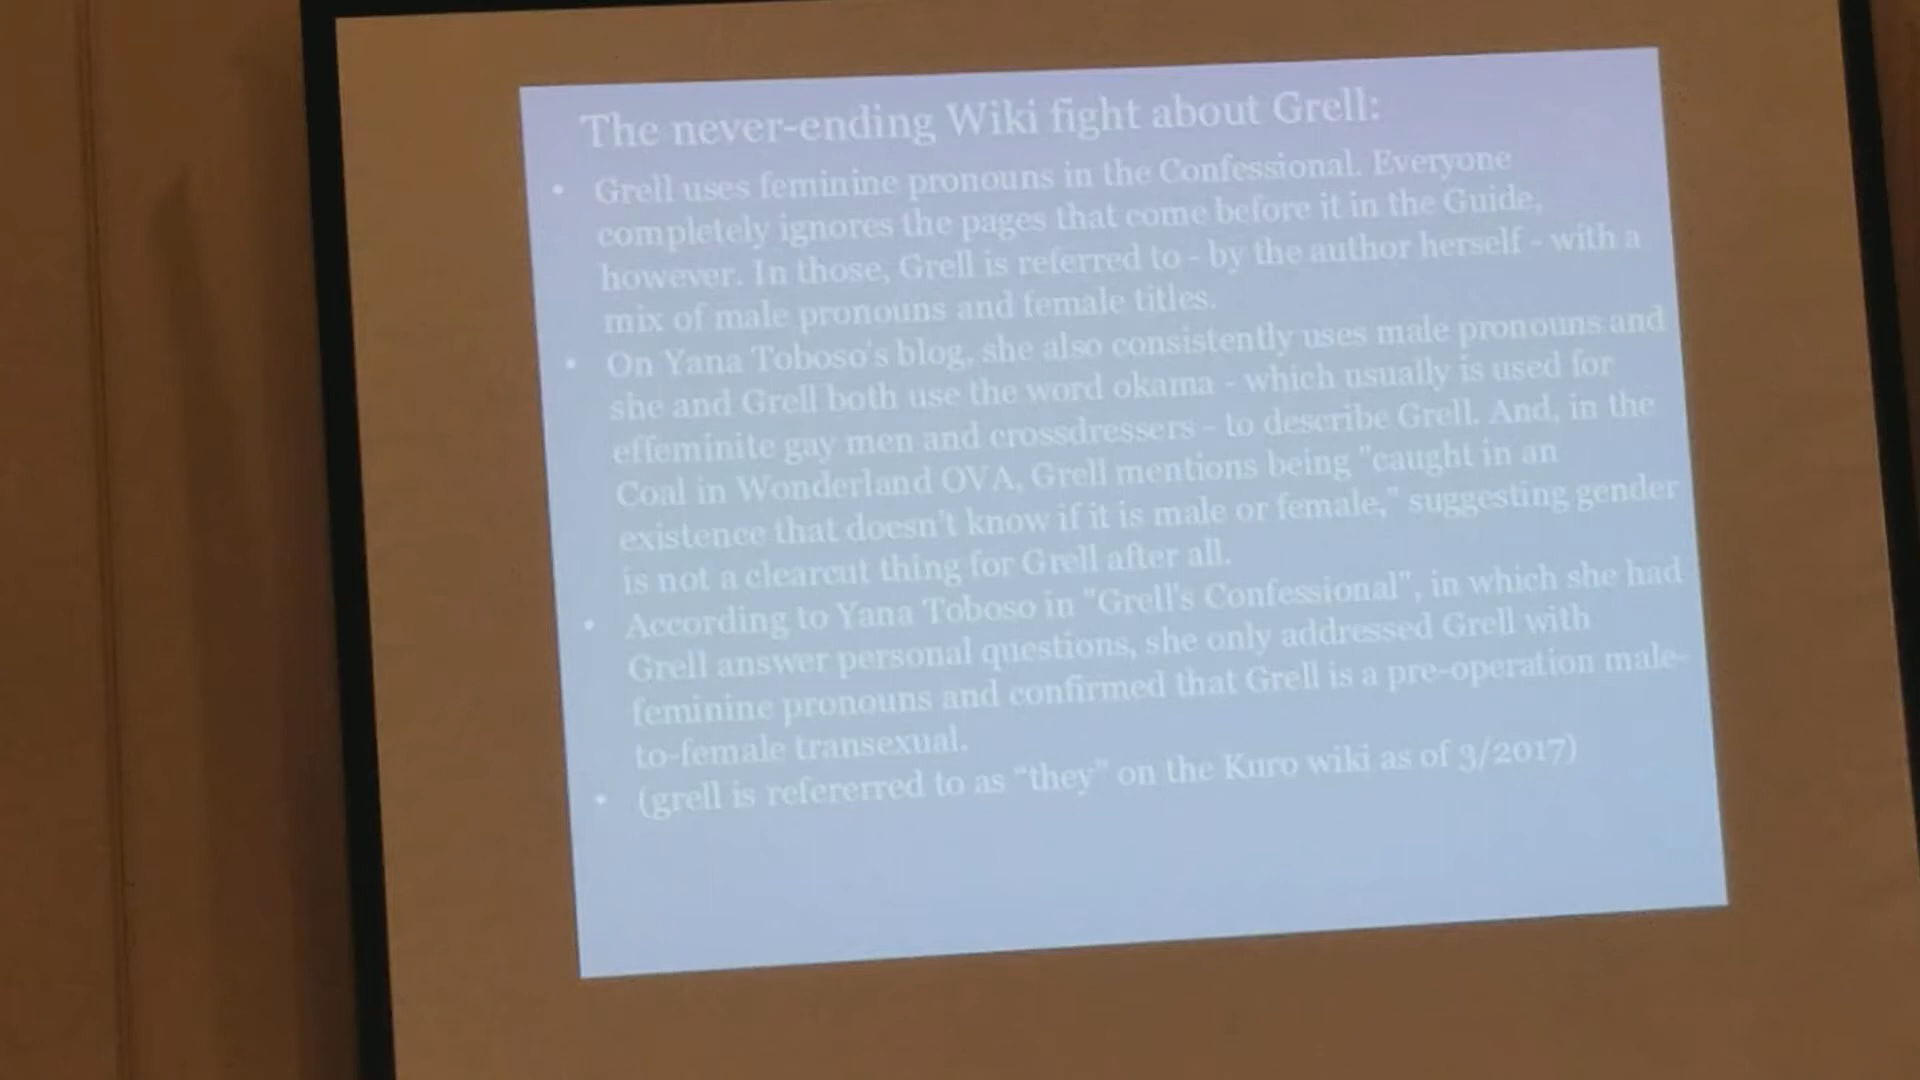 The never-ending Wiki fight about Grell:
• Grell uses feminine pronouns in the Confessional. Everyone
completely ignores the pages that come before it in the Guide,
however. In those, Grell is referred to - by the author herself - with a
mix of male pronouns and female titles.
• On Yana Toboso's blog, she also consistently uses male pronouns and
she and Grell both use the word okama - which usually is used for
effeminite gay men and crossdressers - to describe Grell. And, in the
Coal in Wonderland OVA, Grell mentions being "caught in an
existence that doesn't know if it is male or female," suggesting gender
is not a clearcut thing for Grell after all.
• According to Yana Toboso in "Grell's Confessional", in which she had
Grell answer personal questions, she only addressed Grell with
feminine pronouns and confirmed that Grell is a pre-operation male-
to-female transexual.
• (grell is refererred to as "they" on the Kuro wiki as of 3/2017)